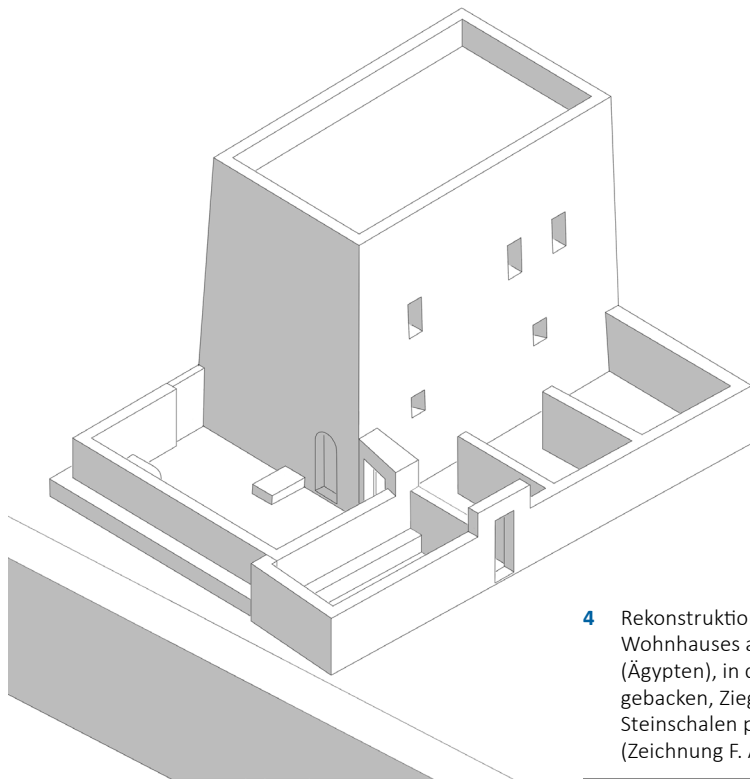 4 Rekonstruktio
Wohnhauses a
(Ägypten), in d
gebacken, Zieg
Steinschalen p
(Zeichnung F. A